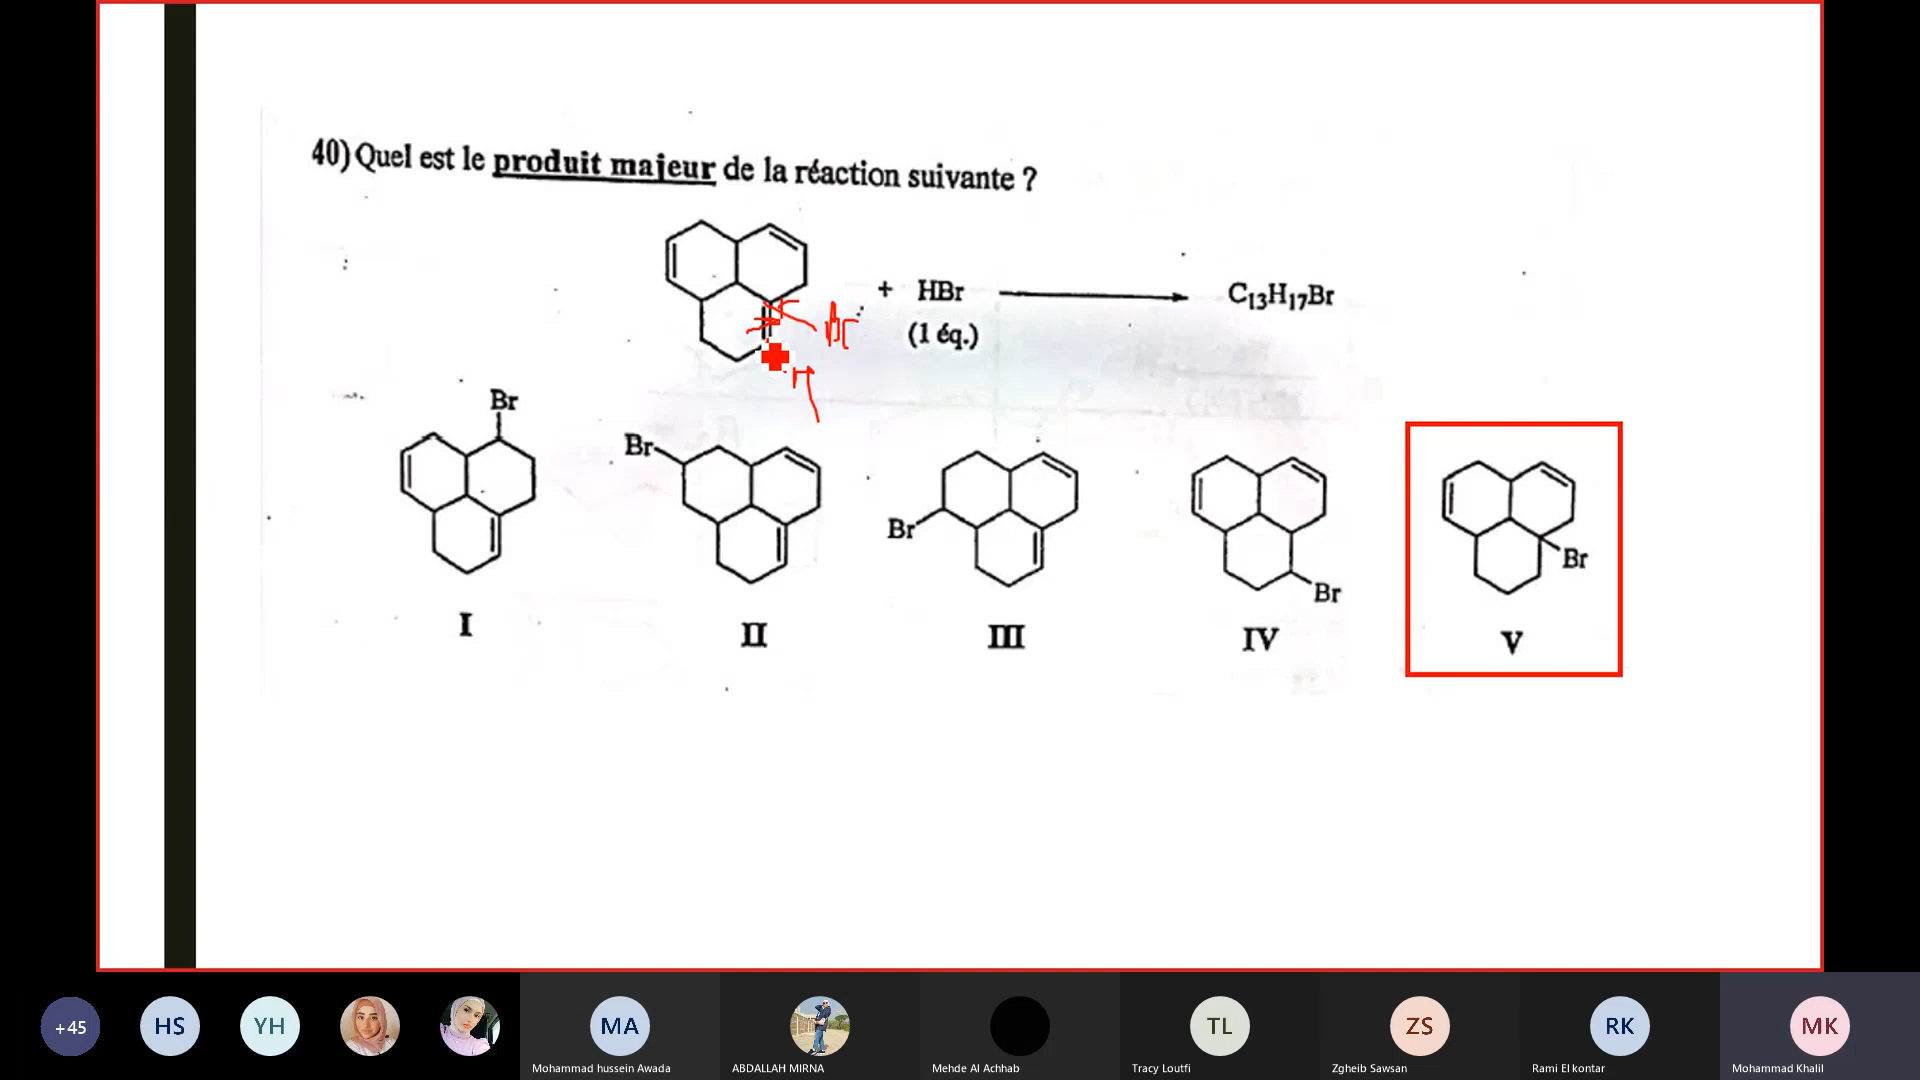 40) Quel est le produit majeur de la réaction suivante ?
+ HBr
(1 éq.)
C13H17Br
Br
H
Br
Br
Br
Br
Br
I
II
III
IV
V
+45
HS
YH
MA
TL
ZS
RK
MK
Mohammad hussein Awada
ABDALLAH MIRNA
Mehde Al Achhab
Tracy Loutfi
Zgheib Sawsan
Rami El kontar
Mohammad Khalil